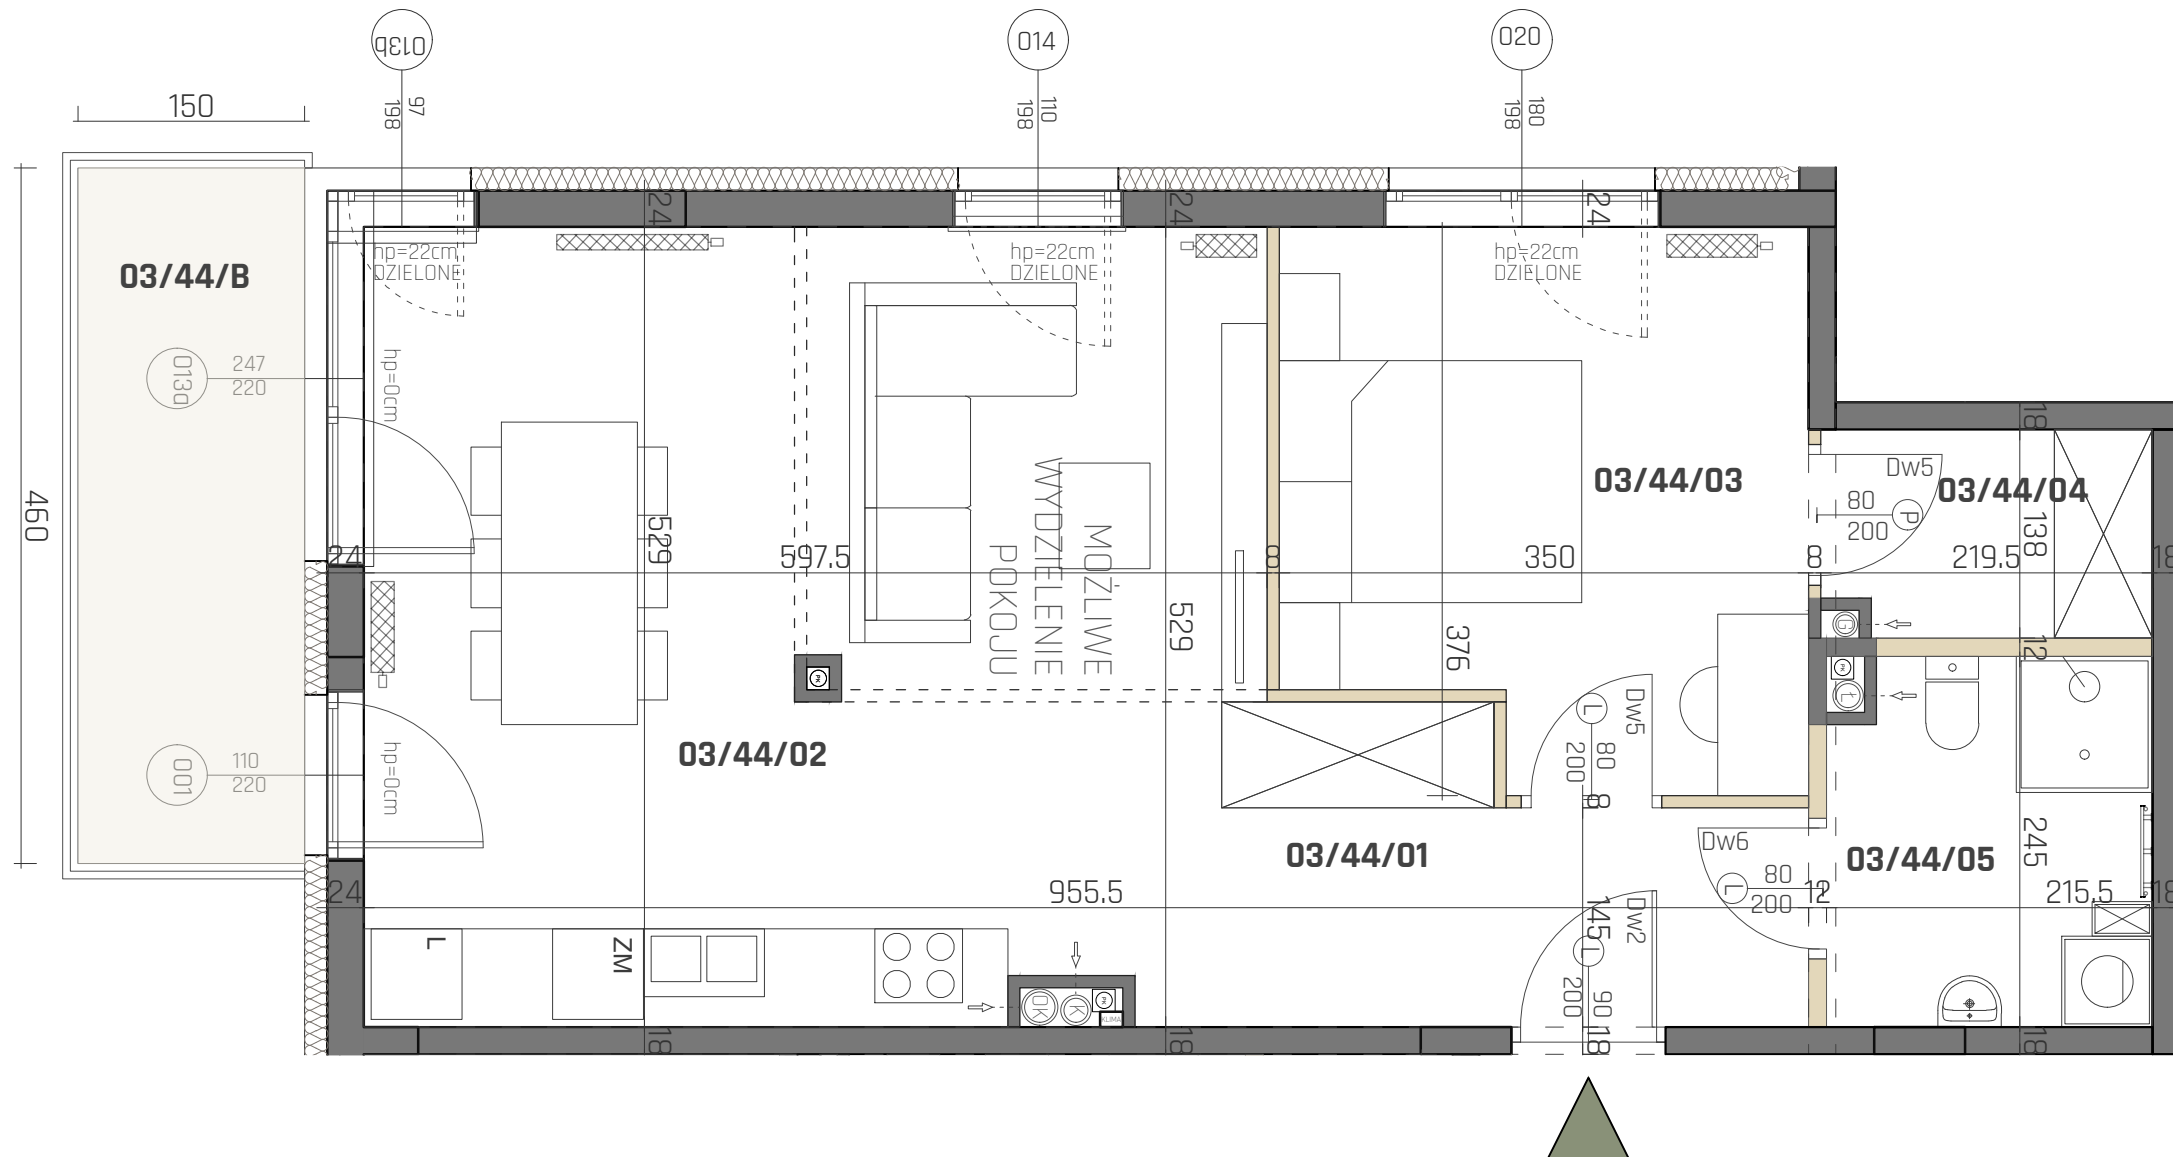 013b
014
020
97
198
110
198
180
198
150
24
24
24
hp=22cm
DZIELONE
hp=22cm
DZIELONE
hp=22cm
DZIELONE
03/44/B
013a
247
220
hp=0cm
460
529
24
597.5
8
350
8
219.5
18
MOŻLIWE
WYDZIELENIE
POKOJU
529
376
03/44/03
18
Dw5
03/44/04
80
200
P
138
12
G
PK
PK
Ł
03/44/02
Dw5
L
80
200
8
001
110
220
hp=0cm
03/44/01
Dw6
L
80
200
12
03/44/05
245
215.5
18
24
955.5
145
Dw2
L
90
200
L
ZM
OK
K
PK
KLIMA
18
18
18
18